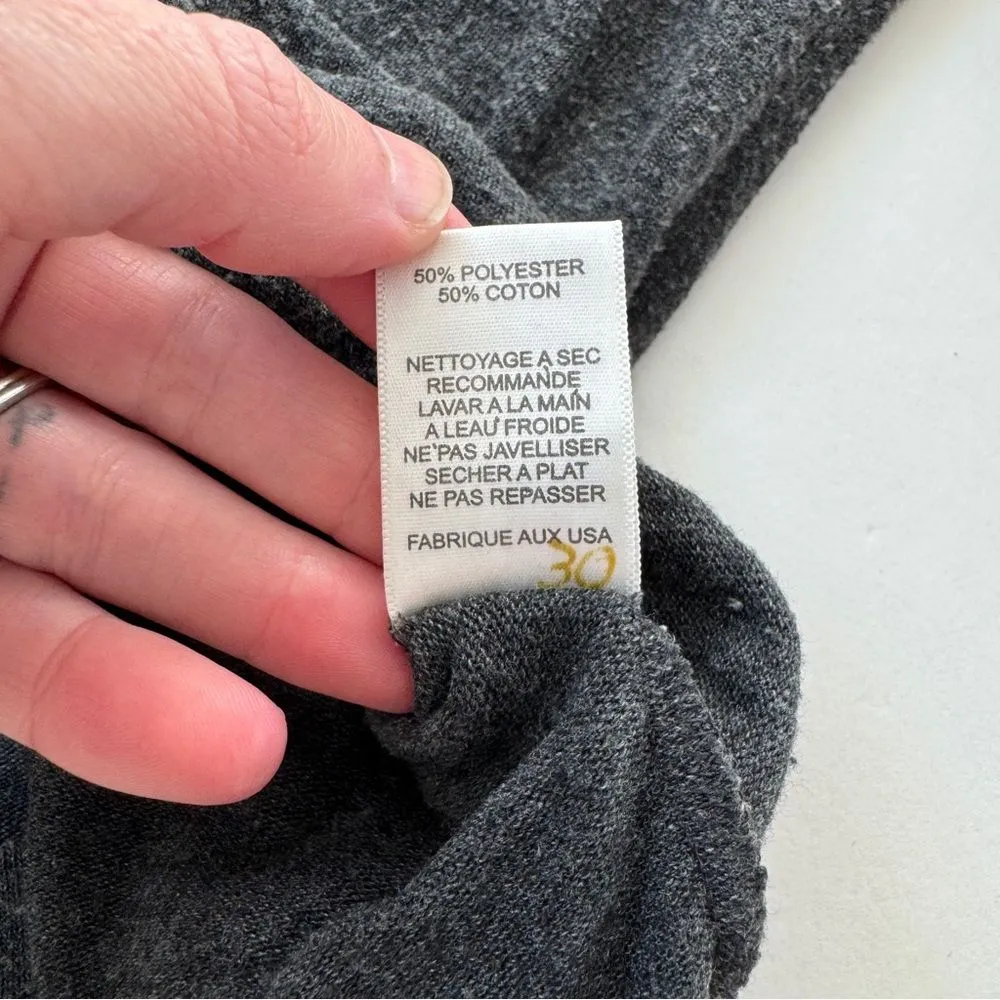 50% POLYESTER
50% COTON
NETTOYAGE A SEC
RECOMMANDE
LAVAR A LA MAIN
A LEAU FROIDE
NE PAS JAVELLISER
SECHER A PLAT
NE PAS REPASSER
FABRIQUE AUX USA
30